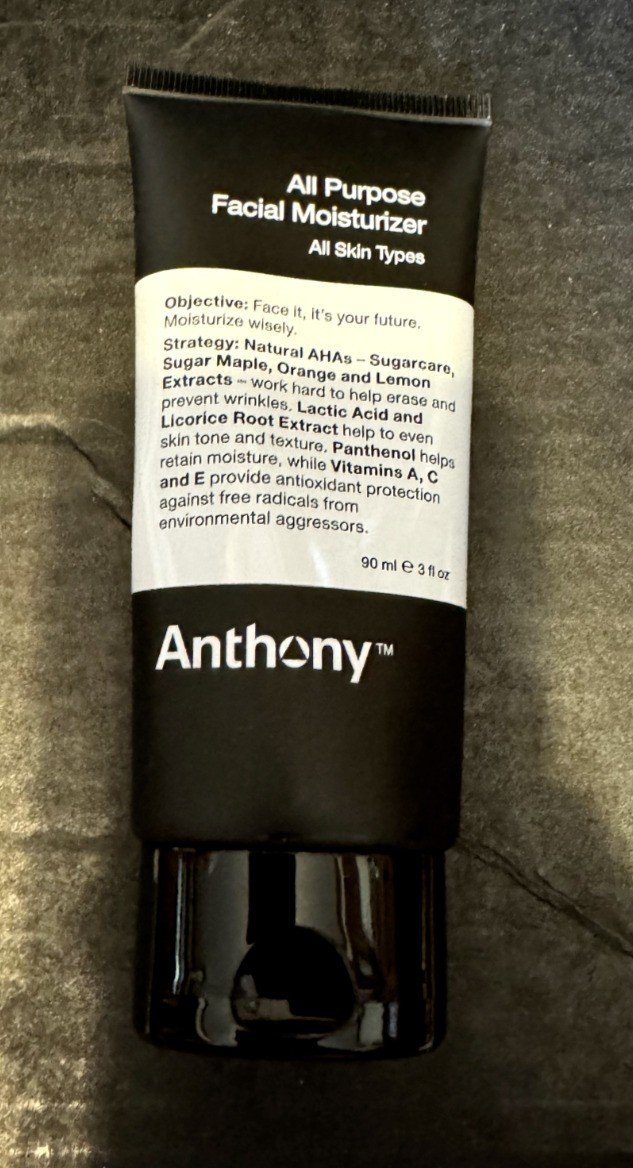 All Purpose
Facial Moisturizer
All Skin Types
Objective: Face it, it's your future.
Moisturize wisely.
Strategy: Natural AHAs – Sugarcare,
Sugar Maple, Orange and Lemon
Extracts – work hard to help erase and
prevent wrinkles. Lactic Acid and
Licorice Root Extract help to even
skin tone and texture. Panthenol helps
retain moisture, while Vitamins A, C
and E provide antioxidant protection
against free radicals from
environmental aggressors.
90 ml ℮ 3 fl oz
Anthony™